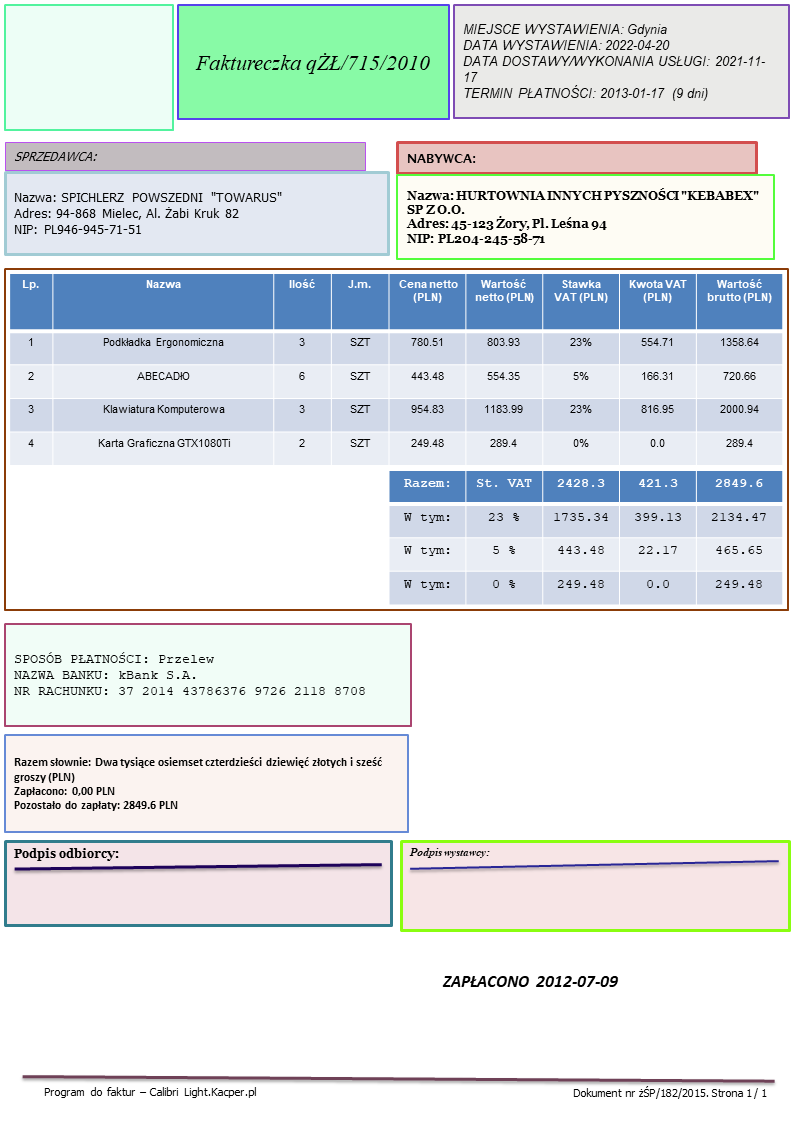 Faktureczka qŻŁ/715/2010
MIEJSCE WYSTAWIENIA: Gdynia
DATA WYSTAWIENIA: 2022-04-20
DATA DOSTAWY/WYKONANIA USŁUGI: 2021-11-
17
TERMIN PŁATNOŚCI: 2013-01-17 (9 dni)
SPRZEDAWCA:
Nazwa: SPICHLERZ POWSZEDNI "TOWARUS"
Adres: 94-868 Mielec, Al. Żabi Kruk 82
NIP: PL946-945-71-51
NABYWCA:
Nazwa: HURTOWNIA INNYCH PYSZNOŚCI "KEBABEX"
SP Z O.O.
Adres: 45-123 Żory, Pl. Leśna 94
NIP: PL204-245-58-71
Lp. Nazwa Ilość J.m. Cena netto Wartość Stawka Kwota VAT Wartość
(PLN) netto (PLN) VAT (PLN) (PLN) brutto (PLN)
1 Podkładka Ergonomiczna 3 SZT 780.51 803.93 23% 554.71 1358.64
2 ABECADŁO 6 SZT 443.48 554.35 5% 166.31 720.66
3 Klawiatura Komputerowa 3 SZT 954.83 1183.99 23% 816.95 2000.94
4 Karta Graficzna GTX1080Ti 2 SZT 249.48 289.4 0% 0.0 289.4
Razem: St. VAT 2428.3 421.3 2849.6
W tym: 23 % 1735.34 399.13 2134.47
W tym: 5 % 443.48 22.17 465.65
W tym: 0 % 249.48 0.0 249.48
SPOSÓB PŁATNOŚCI: Przelew
NAZWA BANKU: kBank S.A.
NR RACHUNKU: 37 2014 43786376 9726 2118 8708
Razem słownie: Dwa tysiące osiemset czterdzieści dziewięć złotych i sześć
groszy (PLN)
Zapłacono: 0,00 PLN
Pozostało do zapłaty: 2849.6 PLN
Podpis odbiorcy:
Podpis wystawcy:
ZAPŁACONO 2012-07-09
Program do faktur – Calibri Light.Kacper.pl
Dokument nr żŚP/182/2015. Strona 1 / 1